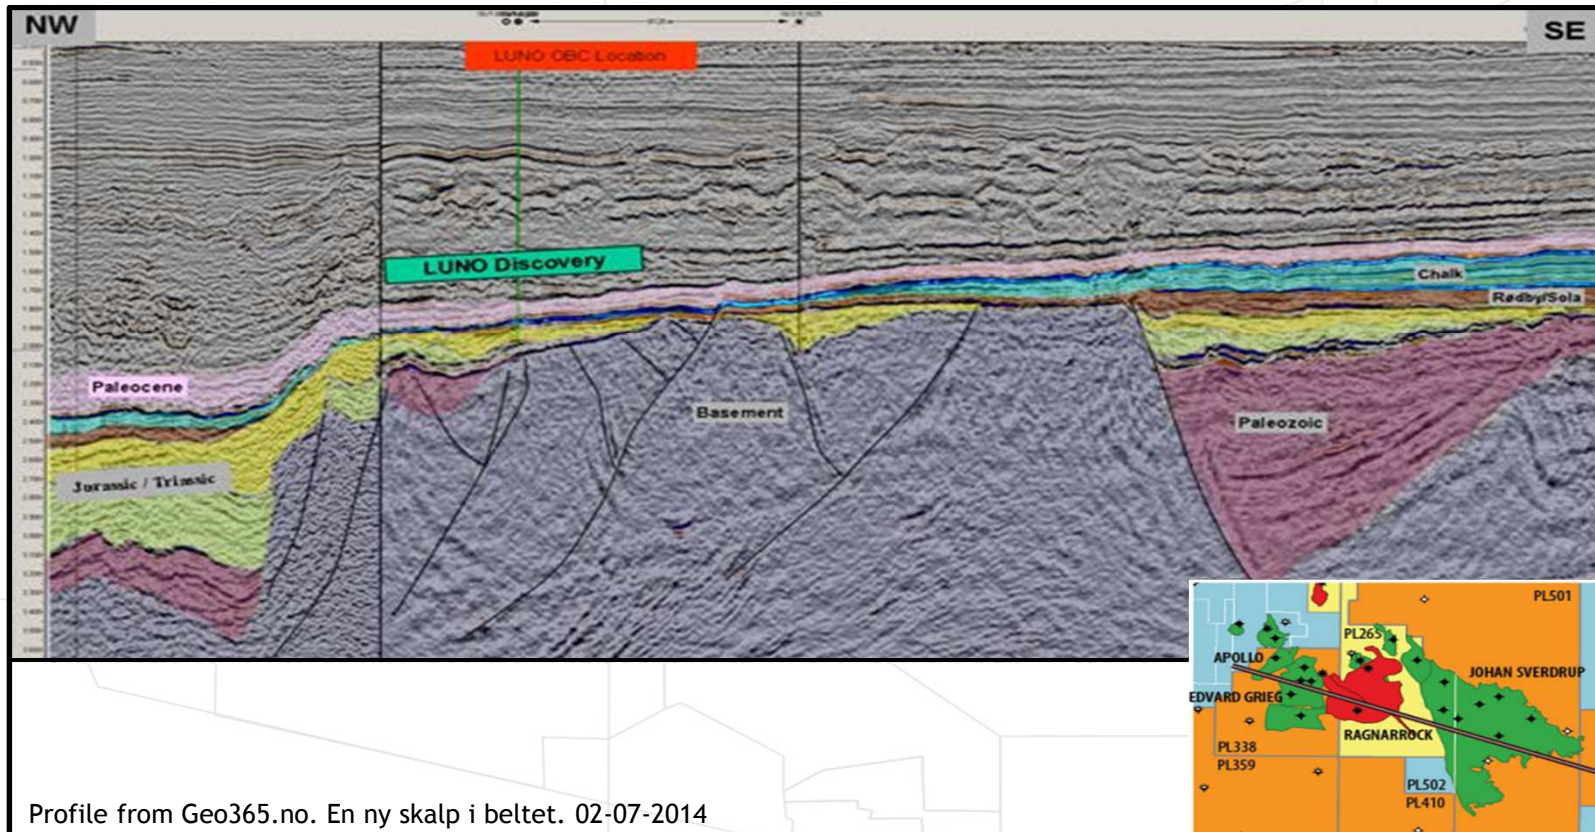 NW
SE
LUNO OBC Location
LUNO Discovery
Chalk
Rødby/Sola
Paleocene
Basement
Paleozoic
Jurassic / Triassic
PL501
PL265
APOLLO
JOHAN SVERDRUP
EDVARD GRIEG
RAGNARROCK
PL338
PL359
PL502
PL410
Profile from Geo365.no. En ny skalp i beltet. 02-07-2014